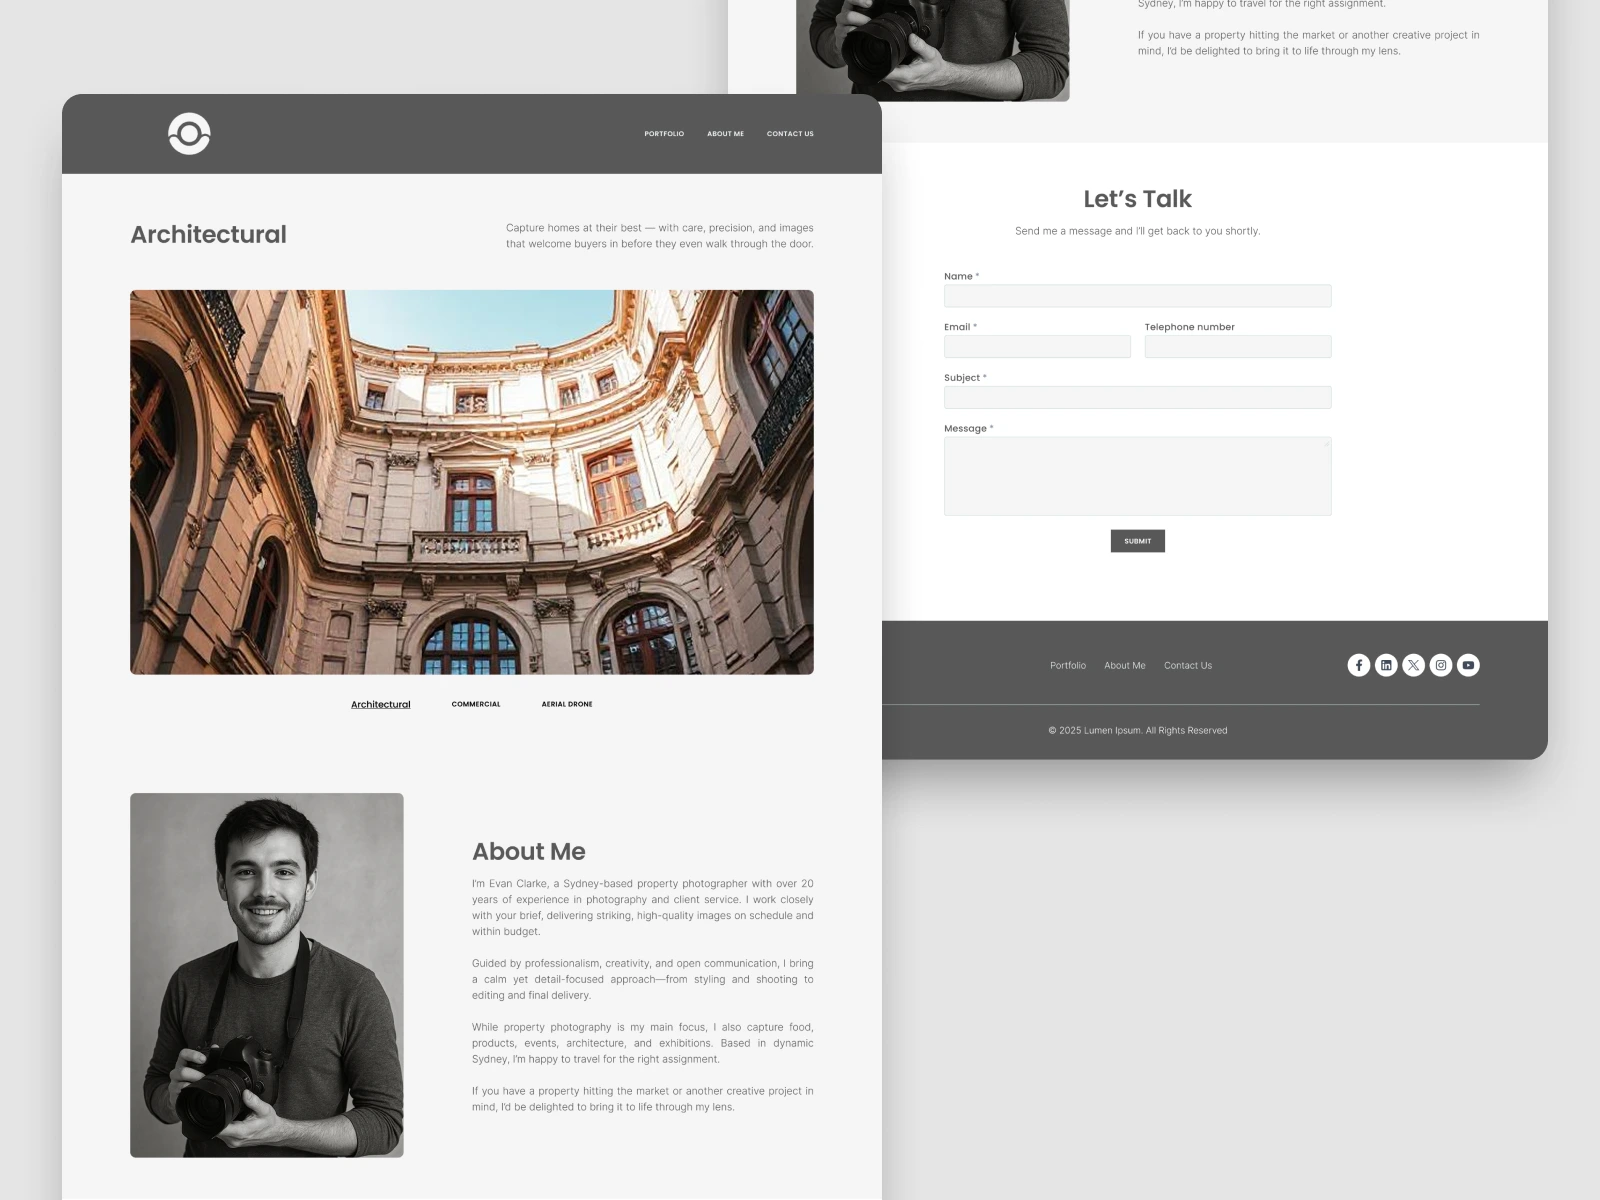 PORTFOLIO ABOUT ME CONTACT US
Architectural
Capture homes at their best — with care, precision, and images
that welcome buyers in before they even walk through the door.
Architectural COMMERCIAL AERIAL DRONE
About Me
I'm Evan Clarke, a Sydney-based property photographer with over 20
years of experience in photography and client service. I work closely
with your brief, delivering striking, high-quality images on schedule and
within budget.
Guided by professionalism, creativity, and open communication, I bring
a calm yet detail-focused approach—from styling and shooting to
editing and final delivery.
While property photography is my main focus, I also capture food,
products, events, architecture, and exhibitions. Based in dynamic
Sydney, I'm happy to travel for the right assignment.
If you have a property hitting the market or another creative project in
mind, I'd be delighted to bring it to life through my lens.
Sydney, I'm happy to travel for the right assignment.
If you have a property hitting the market or another creative project in
mind, I'd be delighted to bring it to life through my lens.
Let’s Talk
Send me a message and I'll get back to you shortly.
Name *
Email * Telephone number
Subject *
Message *
SUBMIT
Portfolio About Me Contact Us
© 2025 Lumen Ipsum. All Rights Reserved